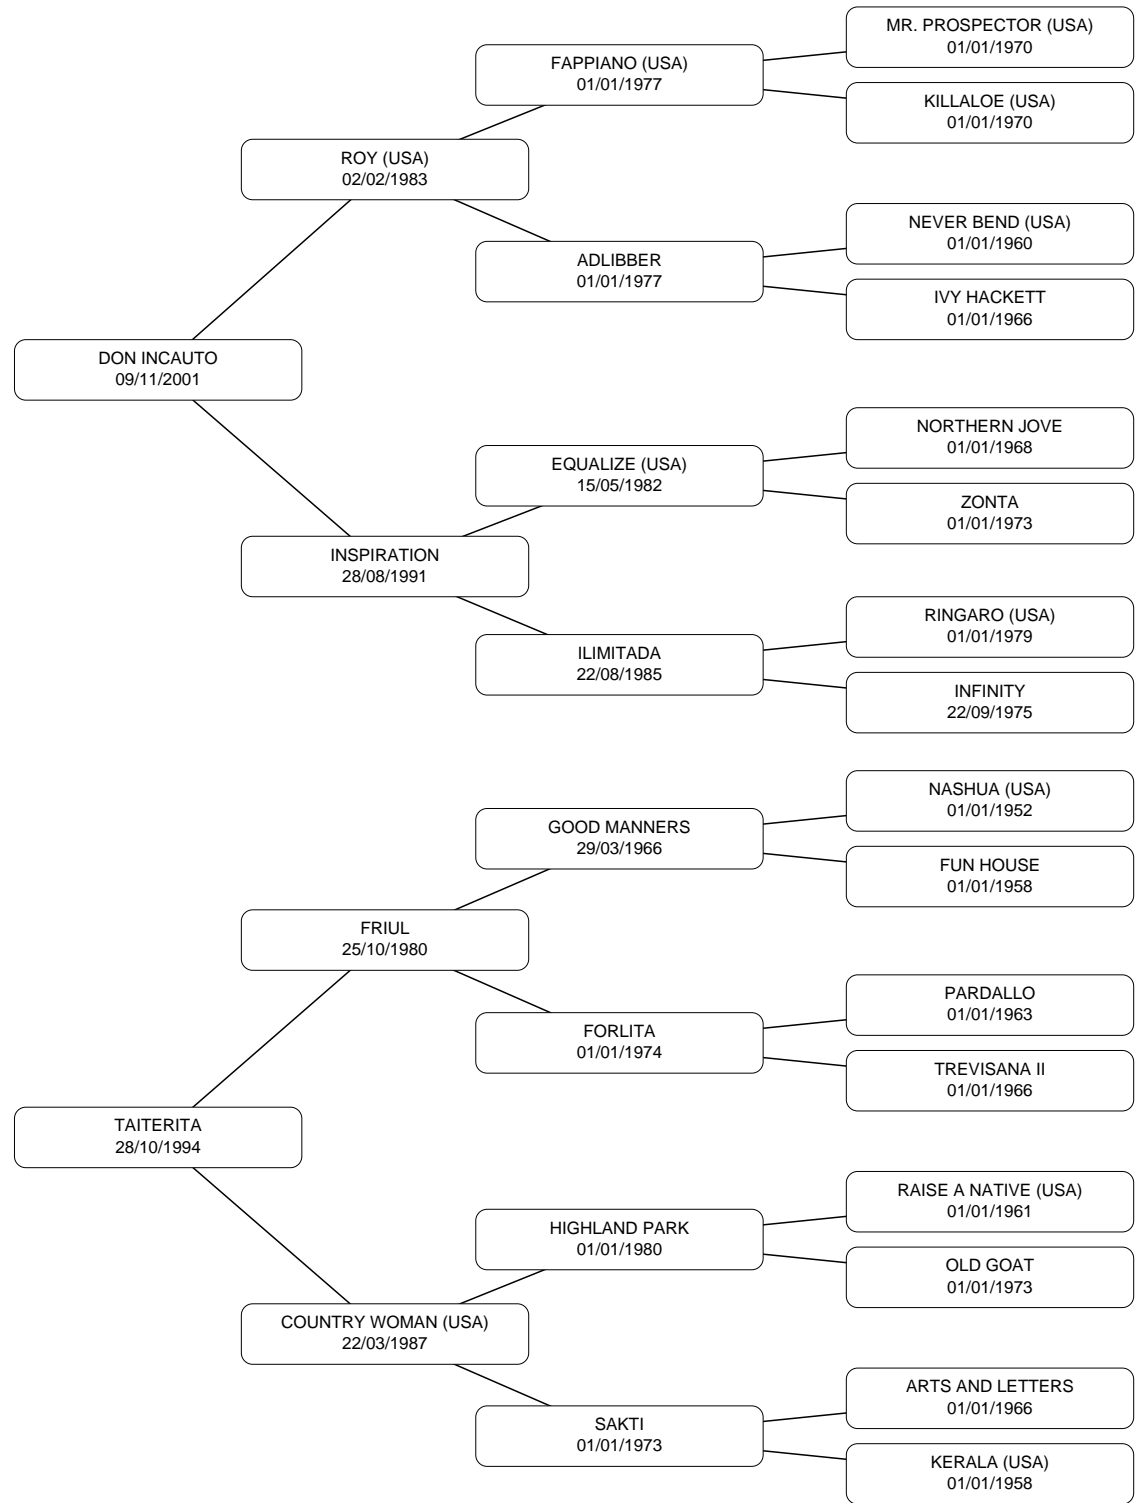 MR. PROSPECTOR (USA)
01/01/1970
FAPPIANO (USA)
01/01/1977
KILLALOE (USA)
01/01/1970
ROY (USA)
02/02/1983
NEVER BEND (USA)
01/01/1960
ADLIBBER
01/01/1977
IVY HACKETT
01/01/1966
DON INCAUTO
09/11/2001
NORTHERN JOVE
01/01/1968
EQUALIZE (USA)
15/05/1982
ZONTA
01/01/1973
INSPIRATION
28/08/1991
RINGARO (USA)
01/01/1979
ILIMITADA
22/08/1985
INFINITY
22/09/1975
NASHUA (USA)
01/01/1952
GOOD MANNERS
29/03/1966
FUN HOUSE
01/01/1958
FRIUL
25/10/1980
PARDALLO
01/01/1963
FORLITA
01/01/1974
TREVISANA II
01/01/1966
TAITERITA
28/10/1994
RAISE A NATIVE (USA)
01/01/1961
HIGHLAND PARK
01/01/1980
OLD GOAT
01/01/1973
COUNTRY WOMAN (USA)
22/03/1987
ARTS AND LETTERS
01/01/1966
SAKTI
01/01/1973
KERALA (USA)
01/01/1958